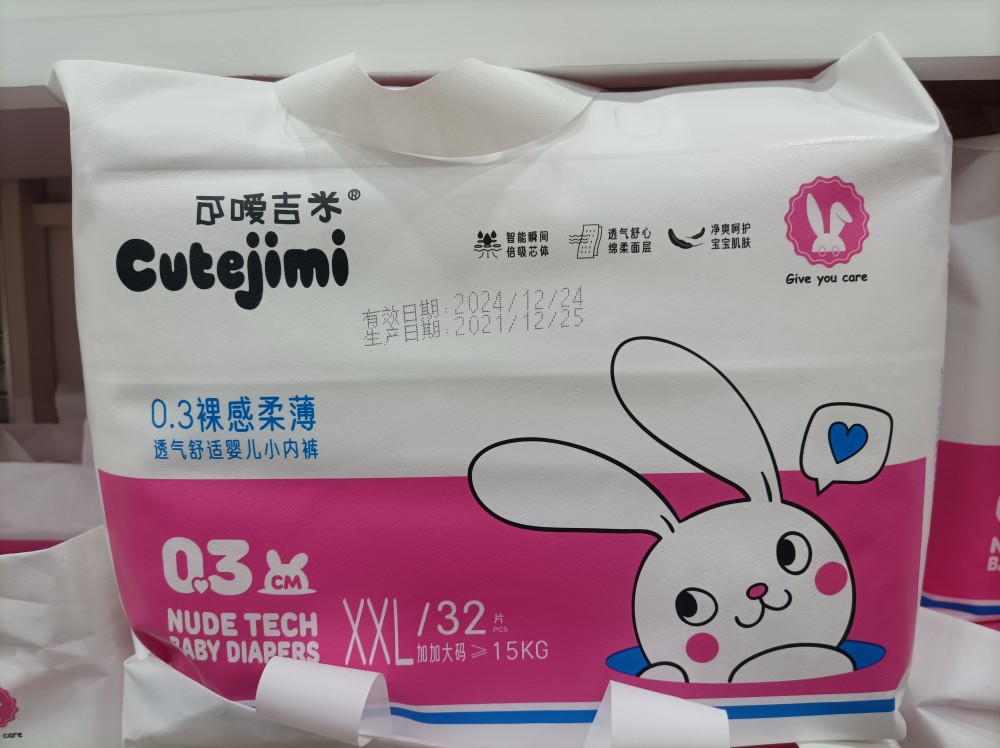 可嗳吉米®
Cutejimi
智能瞬间
倍吸芯体
透气舒心
绵柔面层
净爽呵护
宝宝肌肤
Give you care
有效日期:2024/12/24
生产日期:2021/12/25
0.3裸感柔薄
透气舒适婴儿小内裤
0.3 CM
NUDE TECH
BABY DIAPERS
XXL/32片
PCS
加加大码≥15KG
care